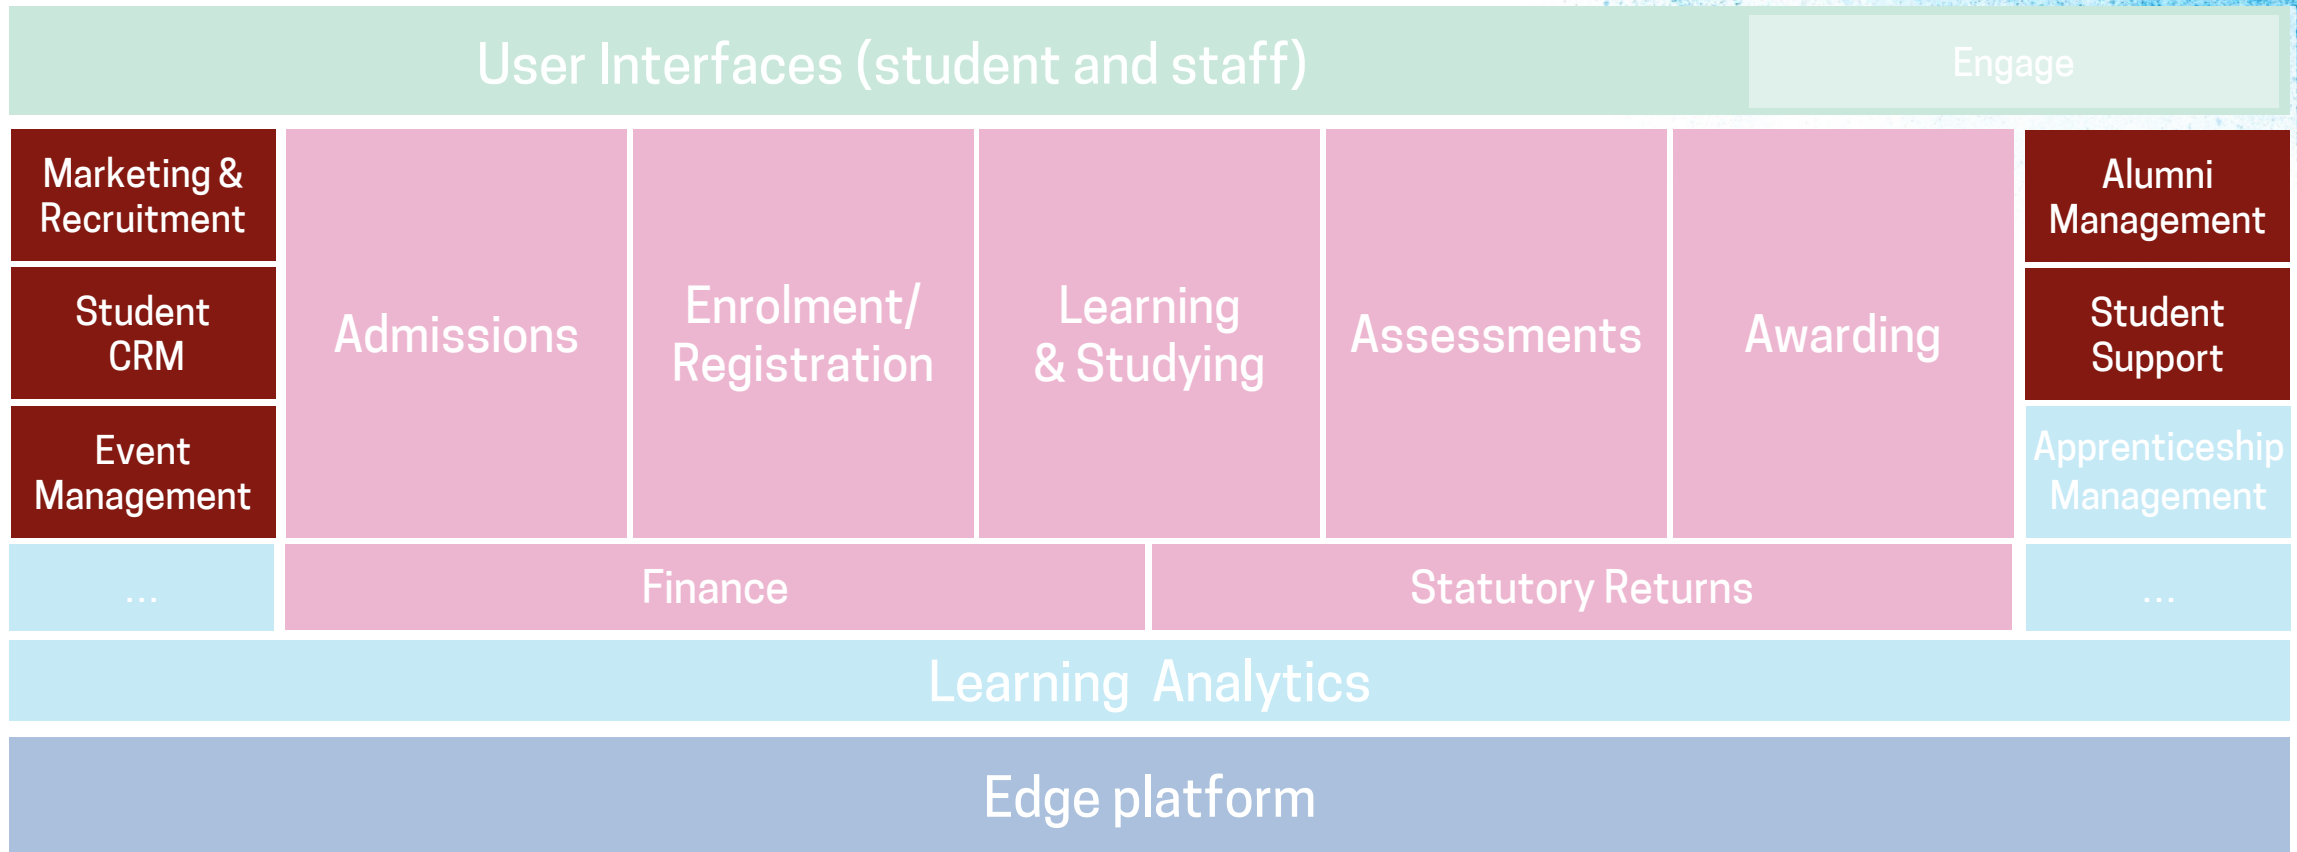 User Interfaces (student and staff)
Engage
Marketing &
Recruitment
Student
CRM
Event
Management
...
Admissions
Enrolment/
Registration
Learning
& Studying
Assessments
Awarding
Finance
Statutory Returns
Alumni
Management
Student
Support
Apprenticeship
Management
...
Learning Analytics
Edge platform